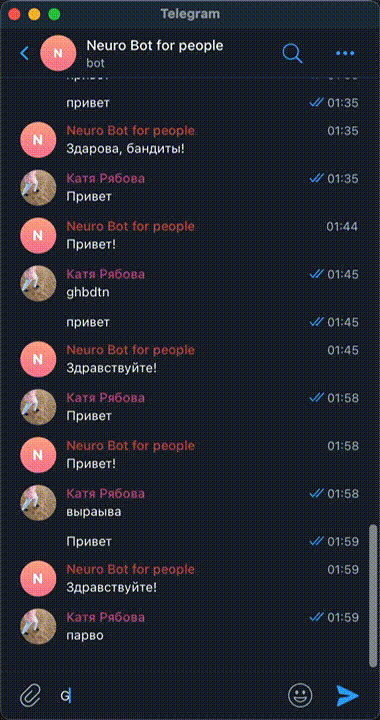 Telegram
N
Neuro Bot for people
bot
привет
01:35
Neuro Bot for people
01:35
Здарова, бандиты!
Катя Рябова
01:35
Привет
Neuro Bot for people
01:44
Привет!
Катя Рябова
01:45
ghbdtn
привет
01:45
Neuro Bot for people
01:45
Здравствуйте!
Катя Рябова
01:58
Привет
Neuro Bot for people
01:58
Привет!
Катя Рябова
01:58
выраыва
Привет
01:59
Neuro Bot for people
01:59
Здравствуйте!
Катя Рябова
01:59
парво
G